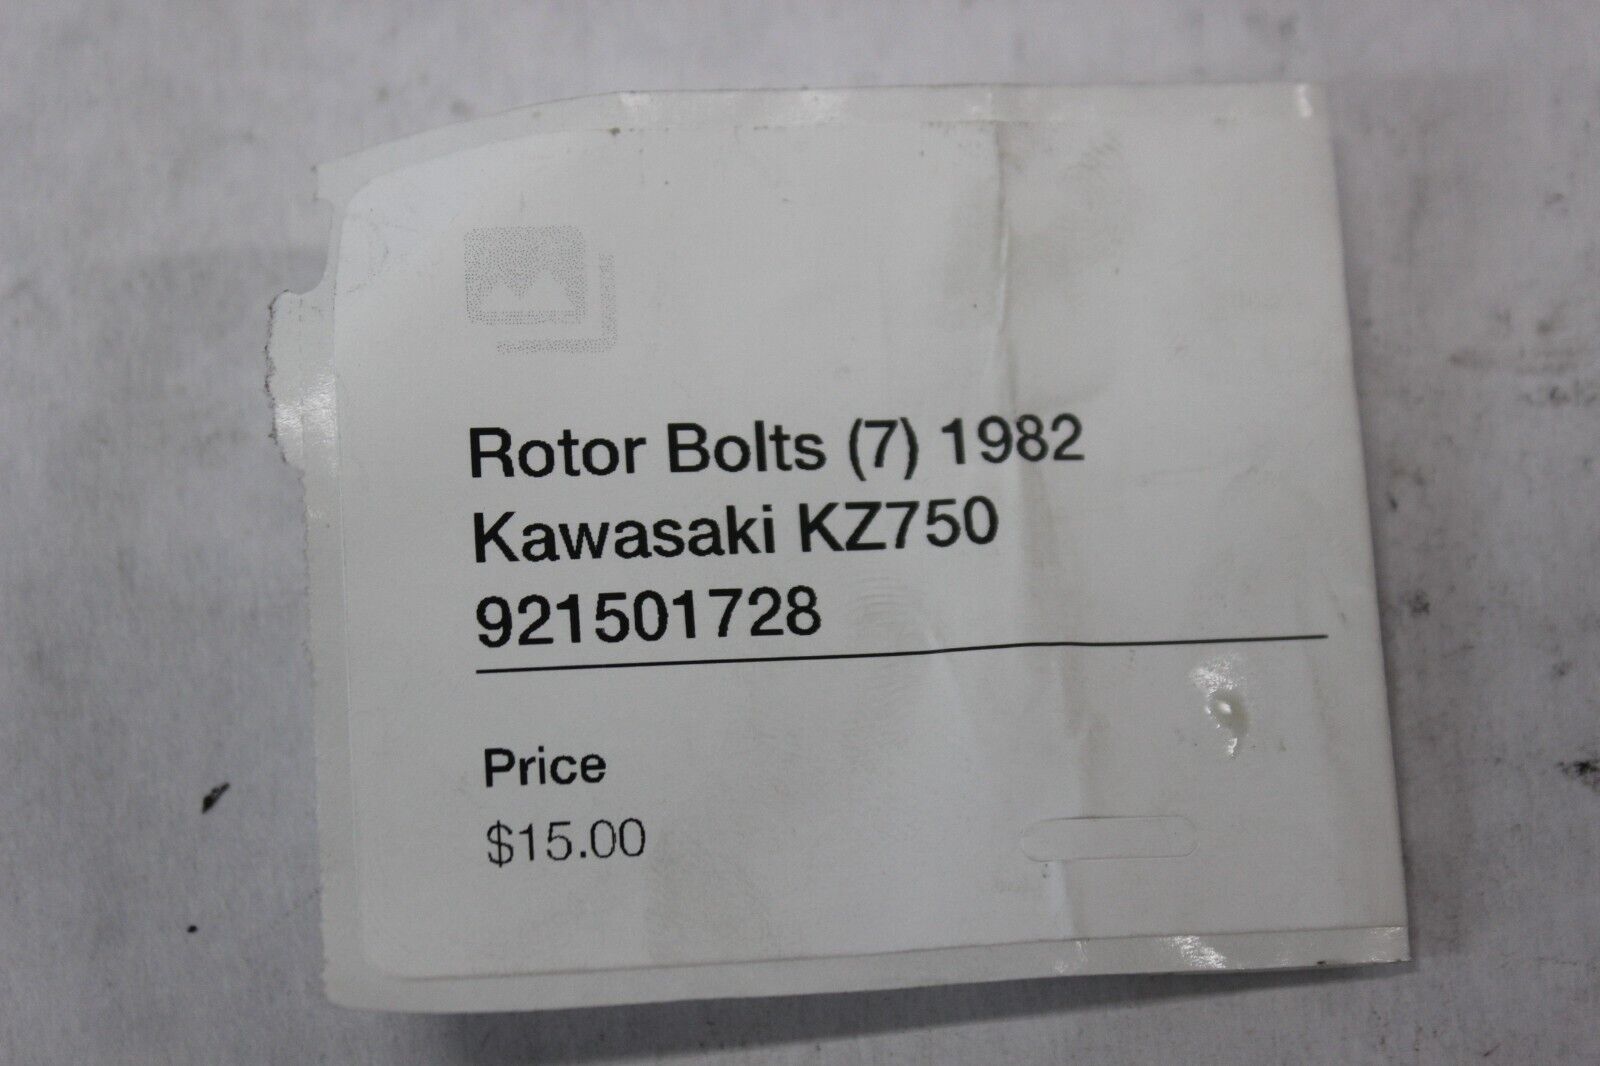 Rotor Bolts (7) 1982
Kawasaki KZ750
921501728
Price
$15.00